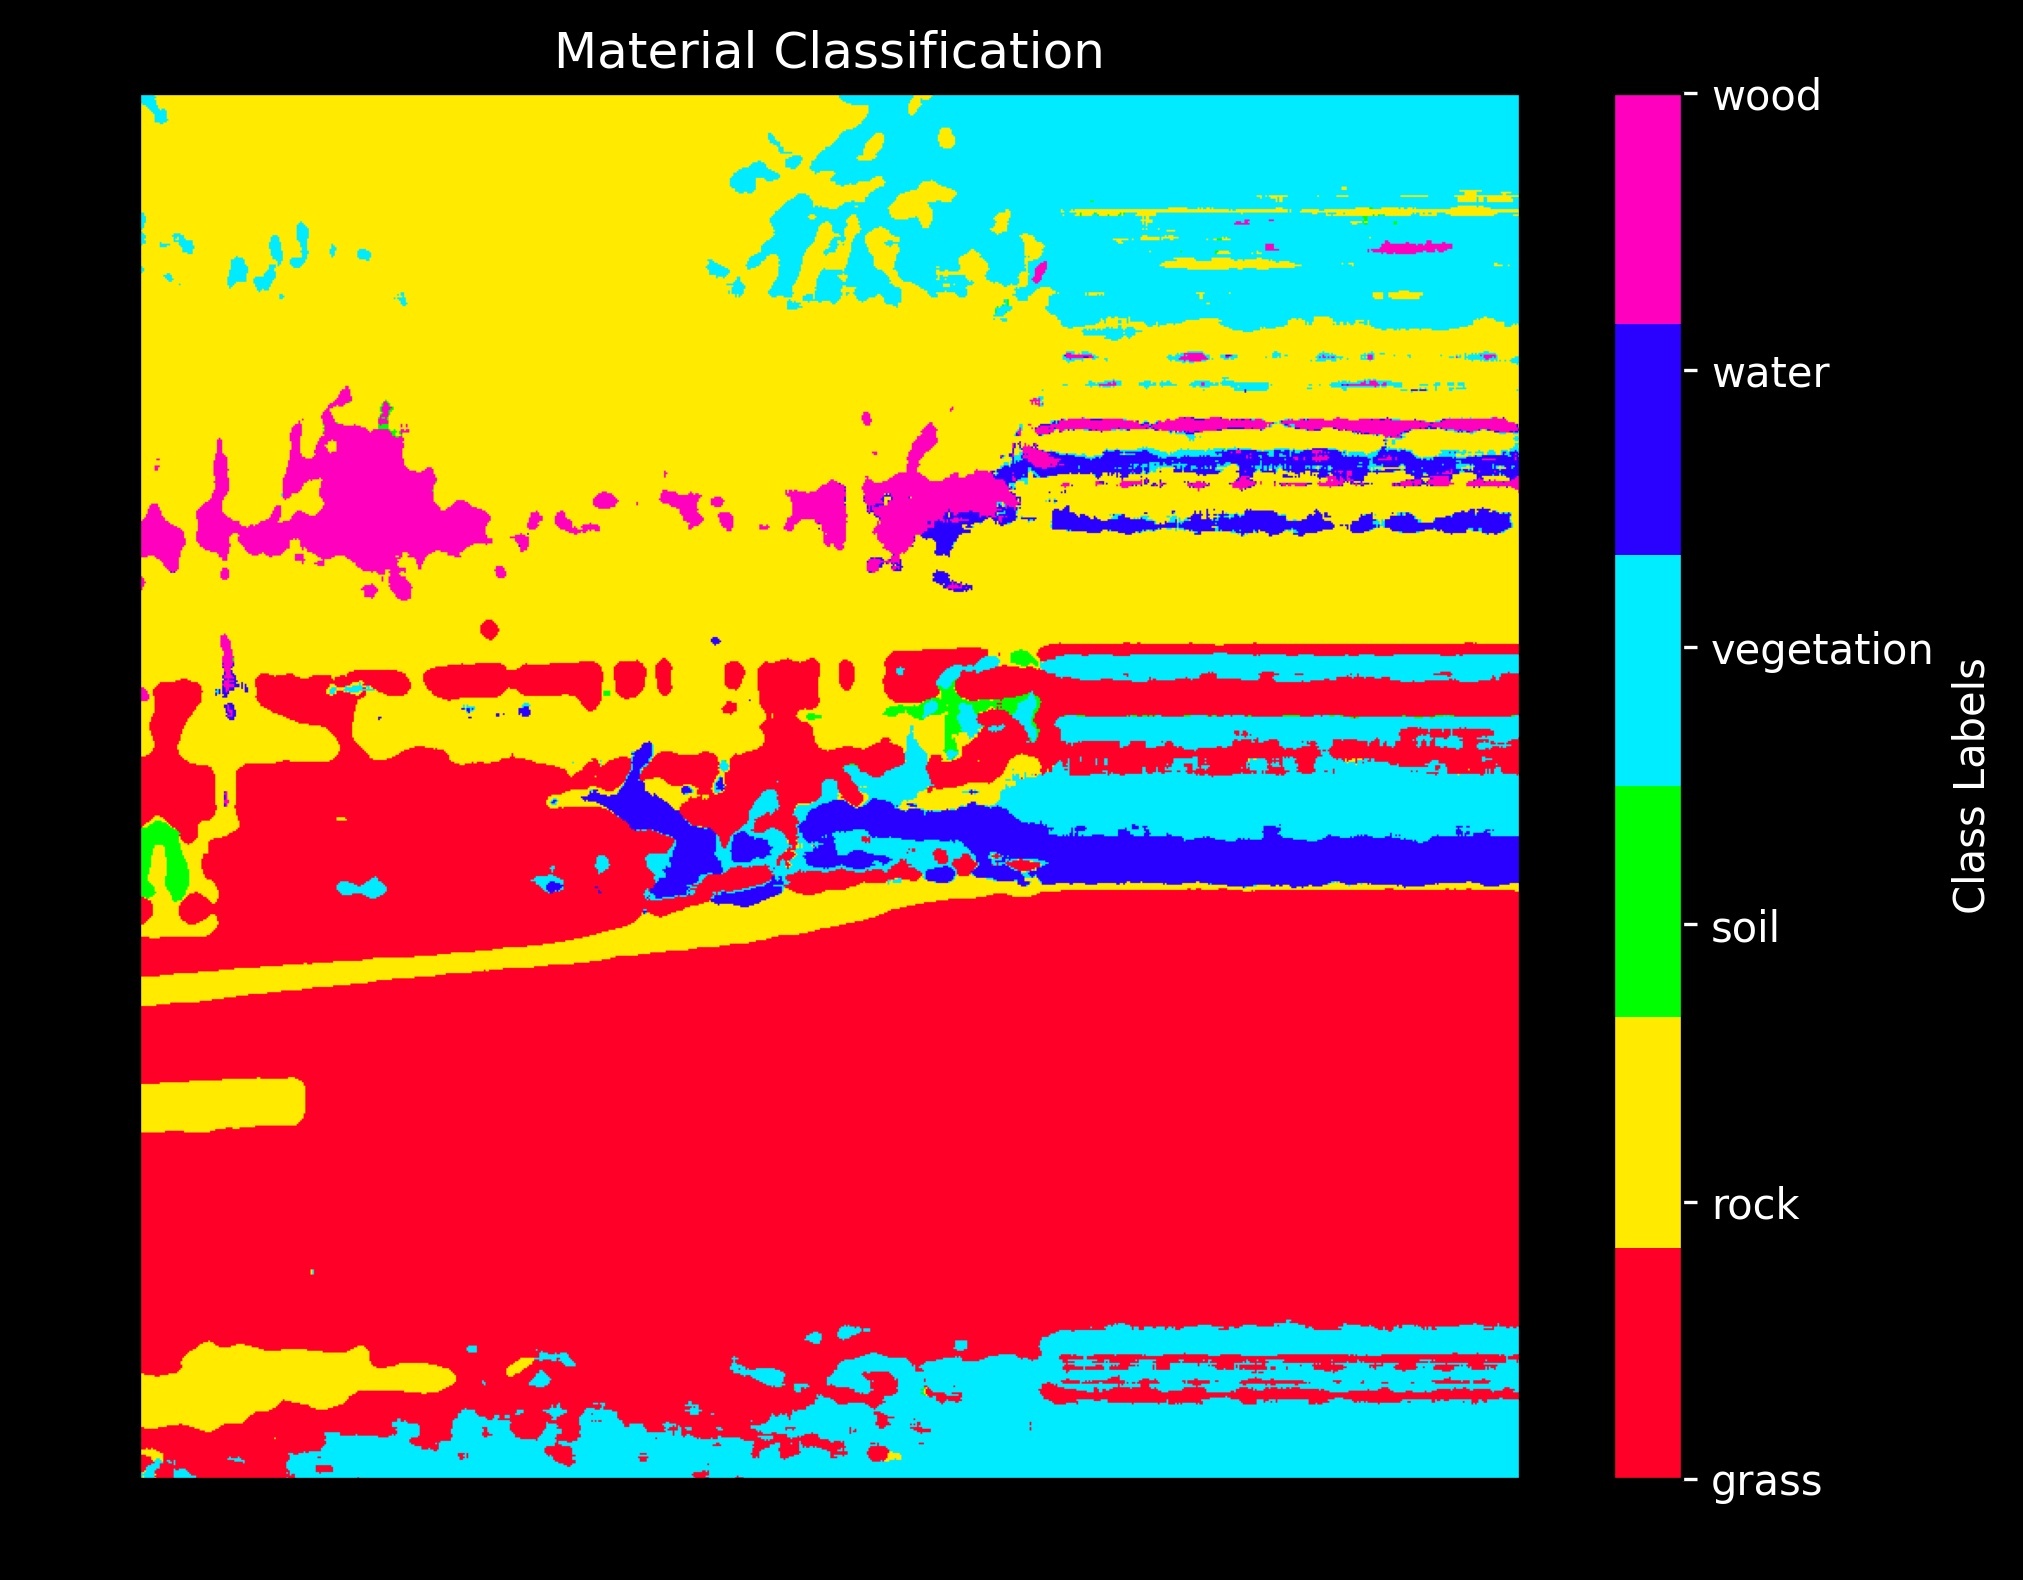 Material Classification
wood
water
vegetation
soil
rock
grass
Class Labels